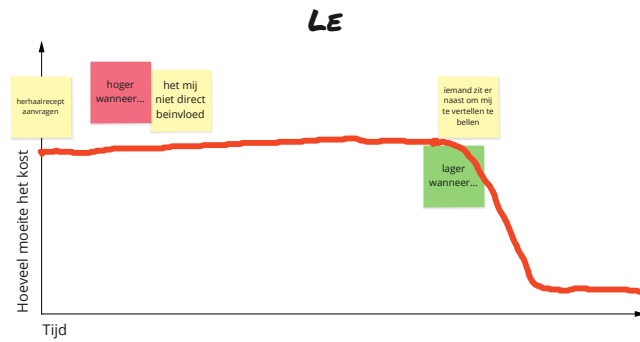 Le
herhaalrecept
aanvragen
hoger
wanneer...
het mij
niet direct
beinvloed
iemand zit er
naast om mij
te vertellen te
bellen
lager
wanneer...
Hoeveel moeite het kost
Tijd